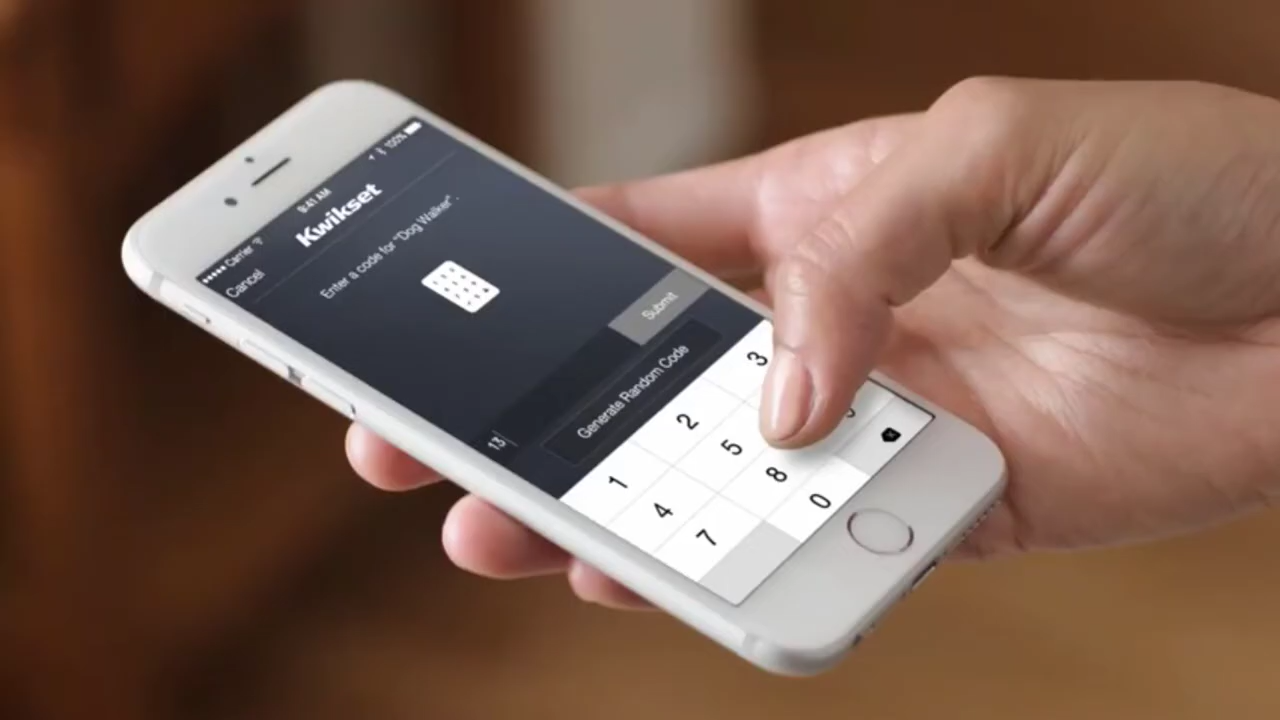 Carrier 9:41 AM 100%
Cancel Kwikset
Enter a code for "Dog Walker".
13
Submit
Generate Random Code
1 2 3
4 5
7 8 9
0